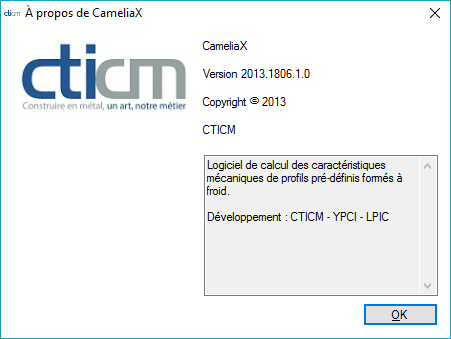 cticm À propos de CameliaX
cticm
Construire en métal, un art, notre métier
CameliaX
Version 2013.1806.1.0
Copyright © 2013
CTICM
Logiciel de calcul des caractéristiques
mécaniques de profils pré-définis formés à
froid.
Développement : CTICM - YPCI - LPIC
OK